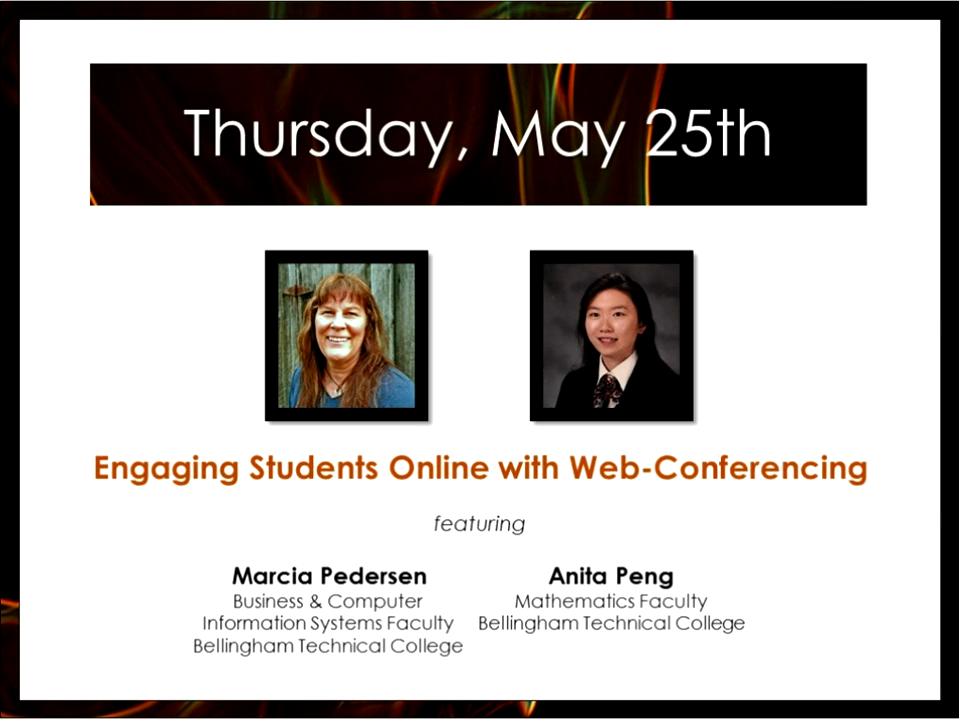 Thursday, May 25th
Engaging Students Online with Web-Conferencing
featuring
Marcia Pedersen
Business & Computer
Information Systems Faculty
Bellingham Technical College
Anita Peng
Mathematics Faculty
Bellingham Technical College